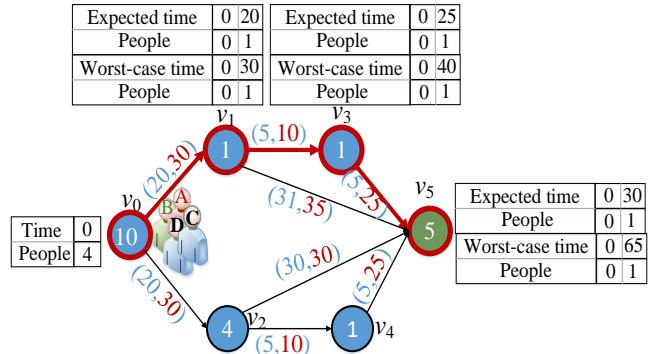 Expected time 0 20
People 0 1
Worst-case time 0 30
People 0 1
Expected time 0 25
People 0 1
Worst-case time 0 40
People 0 1
v1
v3
1
(5,10)
1
(20,30)
(5,25)
v0
v5
A
B
C
D
(31,35)
Time 0
People 4
10
5
Expected time 0 30
People 0 1
Worst-case time 0 65
People 0 1
(20,30)
(30,30)
(5,25)
4
v2
1
v4
(5,10)